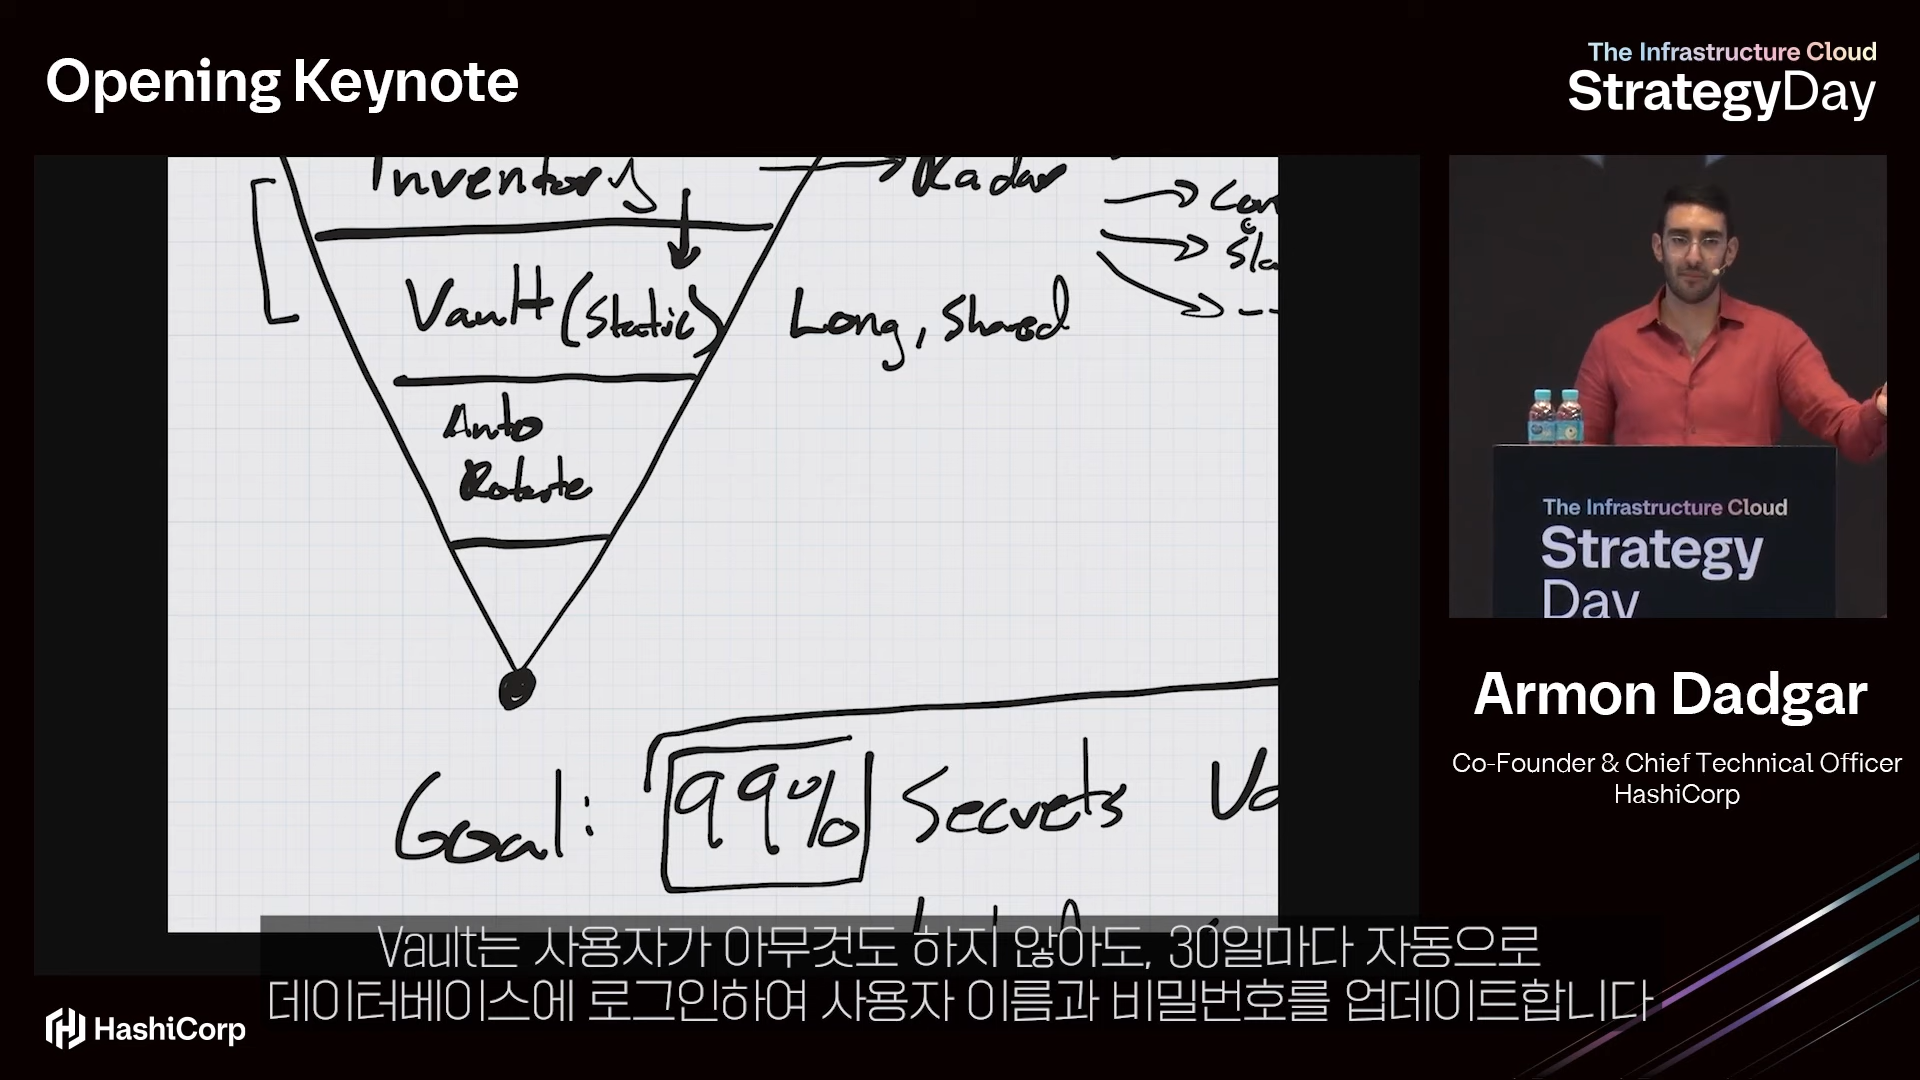 Opening Keynote
The Infrastructure Cloud
StrategyDay
Inventory
Radar
Vault (Static)
Long, Shared
Auto
Rotate
Goal: 99% Secrets
The Infrastructure Cloud
Strategy
Day
Armon Dadgar
Co-Founder & Chief Technical Officer
HashiCorp
Vault는 사용자가 아무것도 하지 않아도, 30일마다 자동으로
데이터베이스에 로그인하여 사용자 이름과 비밀번호를 업데이트합니다
HashiCorp